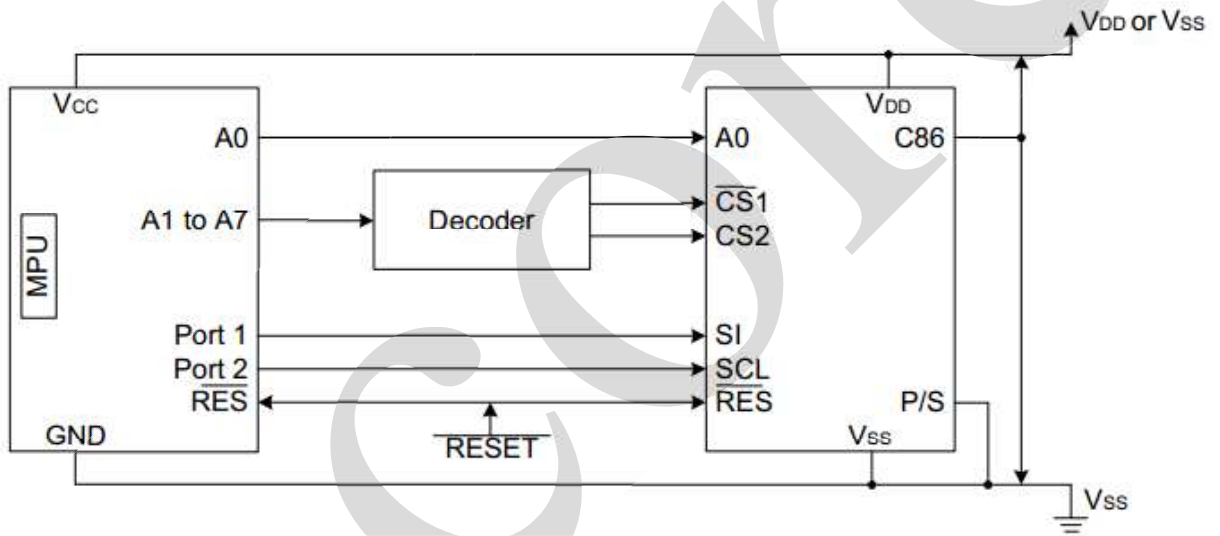 VDD or VSS
VCC
VDD
A0
A0
C86
A1 to A7
Decoder
CS1
CS2
MPU
Port 1
SI
Port 2
SCL
RES
RES
P/S
GND
RESET
VSS
VSS